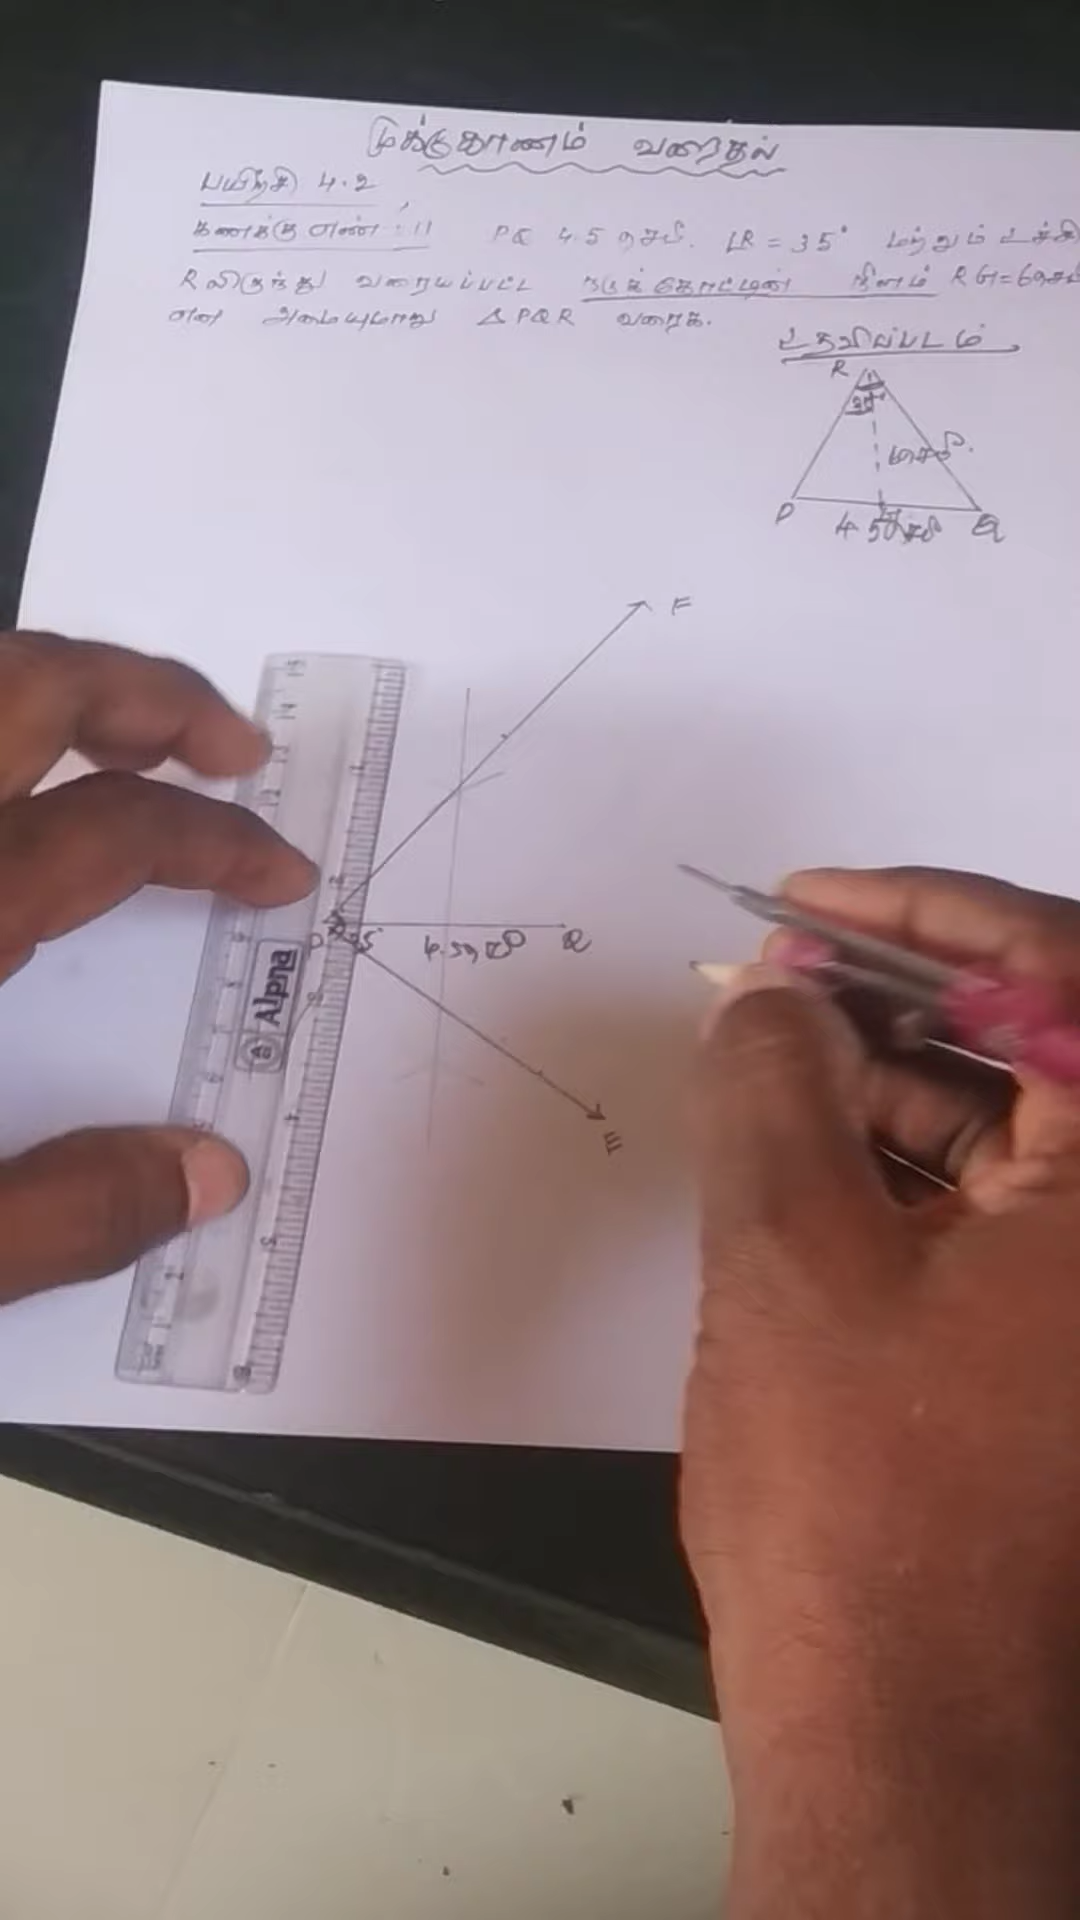 முக்கோணம் வரைதல்
பயிற்சி 4.2
கணக்கு எண் : 11 PQ 4.5 செமீ. ∠R = 35° மற்றும் உச்சி
R லிருந்து வரையப்பட்ட நடுக்கோட்டின் நீளம் RG=6செமீ
என அமையுமாறு △PQR வரைக.
உதவிப்படம்
R
35°
6செமீ.
P 4.5செமீ Q
F
P 4.5செமீ Q
E
Alpha